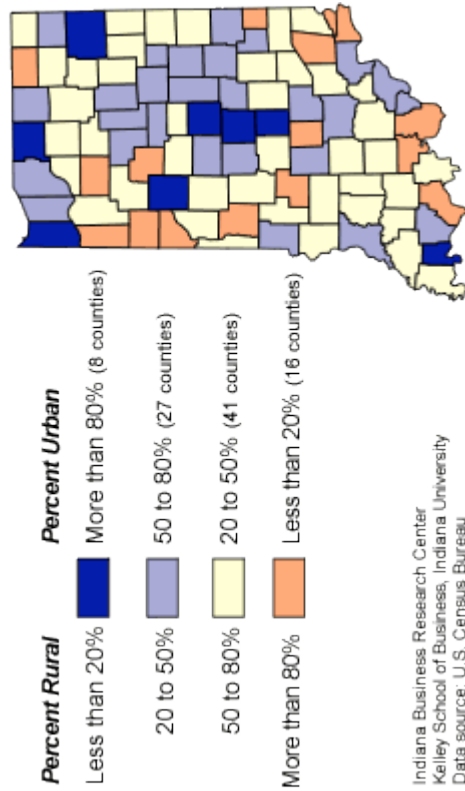 Percent Rural Percent Urban
Less than 20% More than 80% (8 counties)
20 to 50% 50 to 80% (27 counties)
50 to 80% 20 to 50% (41 counties)
More than 80% Less than 20% (16 counties)
Indiana Business Research Center
Kelley School of Business, Indiana University
Data source: U.S. Census Bureau